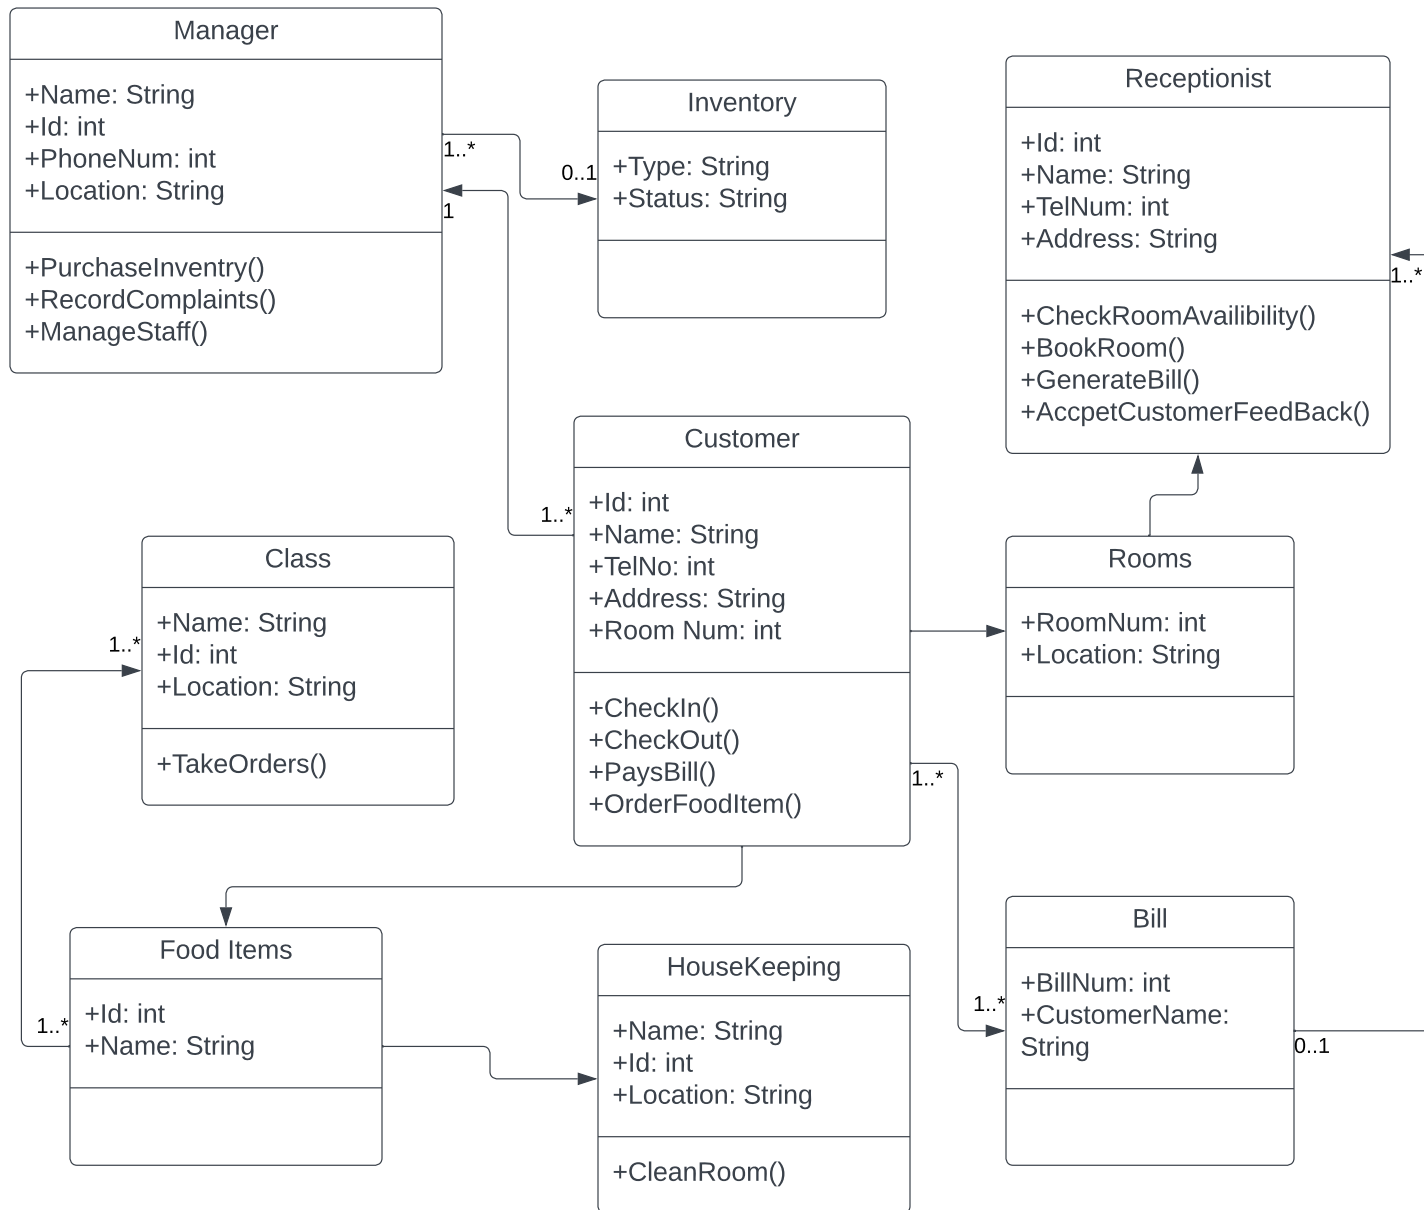 Manager
+Name: String
+Id: int
+PhoneNum: int
+Location: String
+PurchaseInventry()
+RecordComplaints()
+ManageStaff()
1..*
0..1
1
Inventory
+Type: String
+Status: String
Receptionist
+Id: int
+Name: String
+TelNum: int
+Address: String
+CheckRoomAvailibility()
+BookRoom()
+GenerateBill()
+AccpetCustomerFeedBack()
1..*
Customer
+Id: int
+Name: String
+TelNo: int
+Address: String
+Room Num: int
+CheckIn()
+CheckOut()
+PaysBill()
+OrderFoodItem()
1..*
1..*
Class
+Name: String
+Id: int
+Location: String
+TakeOrders()
1..*
Rooms
+RoomNum: int
+Location: String
Food Items
+Id: int
+Name: String
1..*
HouseKeeping
+Name: String
+Id: int
+Location: String
+CleanRoom()
Bill
+BillNum: int
+CustomerName:
String
1..*
0..1